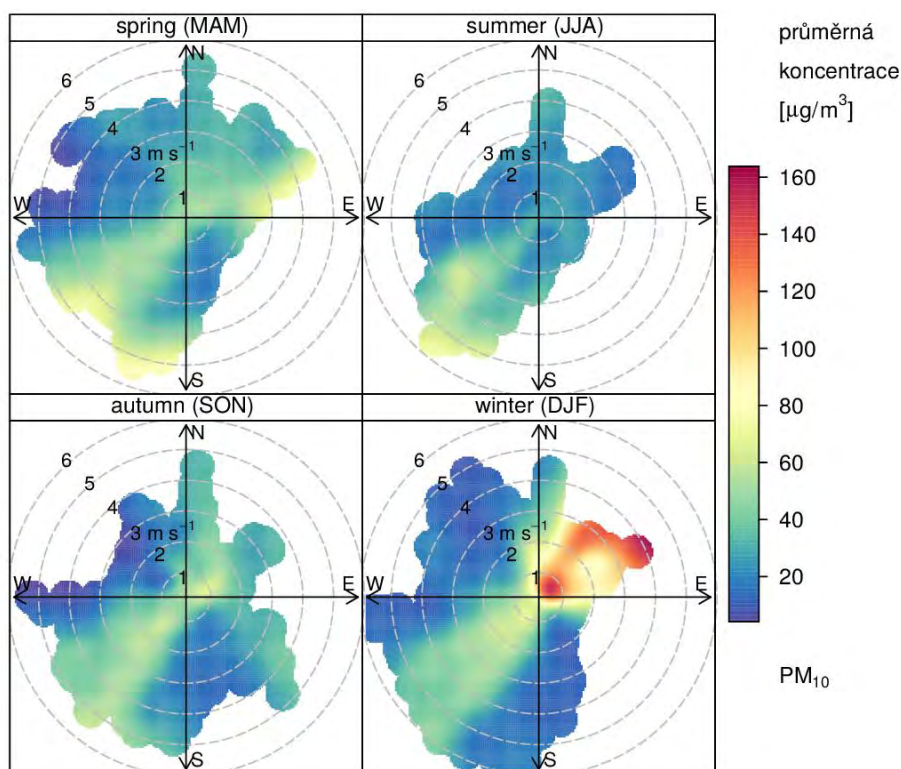 spring (MAM)
N
6
5
4
3 m s⁻¹
2
1
W
E
S
summer (JJA)
N
6
5
4
3 m s⁻¹
2
1
W
E
S
autumn (SON)
N
6
5
4
3 m s⁻¹
2
1
W
E
S
winter (DJF)
N
6
5
4
3 m s⁻¹
2
1
W
E
S
průměrná
koncentrace
[µg/m³]
160
140
120
100
80
60
40
20
PM₁₀